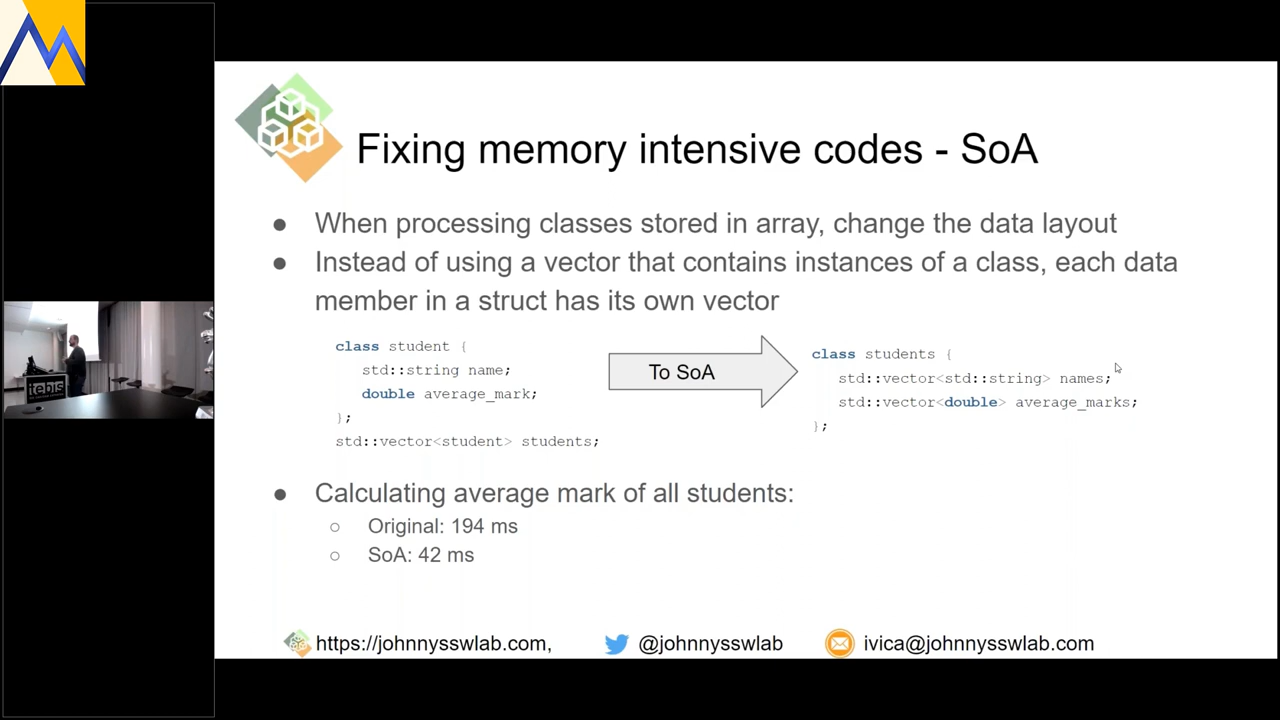 Fixing memory intensive codes - SoA
● When processing classes stored in array, change the data layout
● Instead of using a vector that contains instances of a class, each data
member in a struct has its own vector
class student {
std::string name;
double average_mark;
};
std::vector<student> students;
To SoA
class students {
std::vector<std::string> names;
std::vector<double> average_marks;
};
● Calculating average mark of all students:
○ Original: 194 ms
○ SoA: 42 ms
https://johnnysswlab.com,
@johnnysswlab
ivica@johnnysswlab.com
itebis